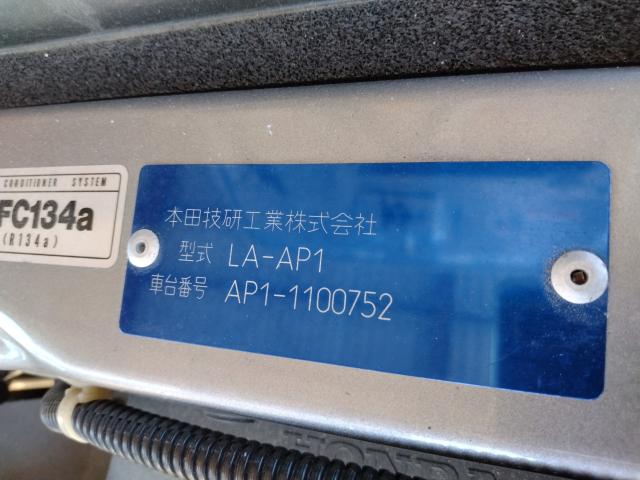 CONDITIONER SYSTEM
FC134a
(R134a)
本田技研工業株式会社
型式 LA-AP1
車台番号 AP1-1100752
HONDA